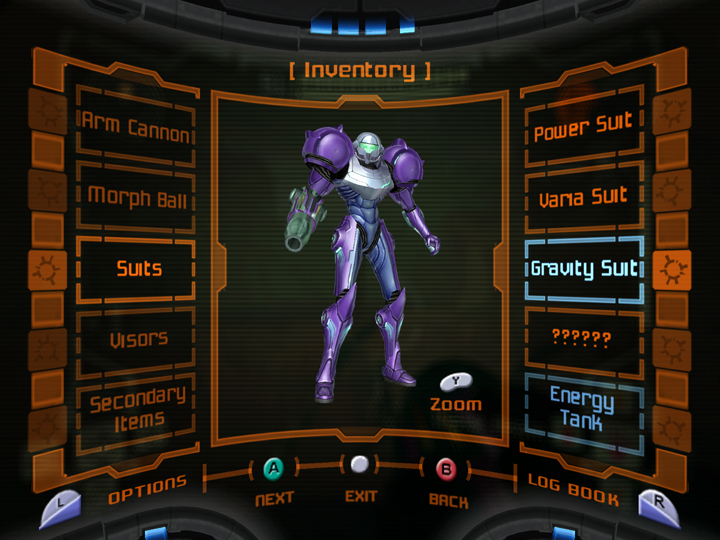 [ Inventory ]
Arm Cannon
Morph Ball
Suits
Visors
Secondary
Items
Power Suit
Varia Suit
Gravity Suit
??????
Energy
Tank
Y
Zoom
L
OPTIONS
A
NEXT
EXIT
B
BACK
LOG BOOK
R